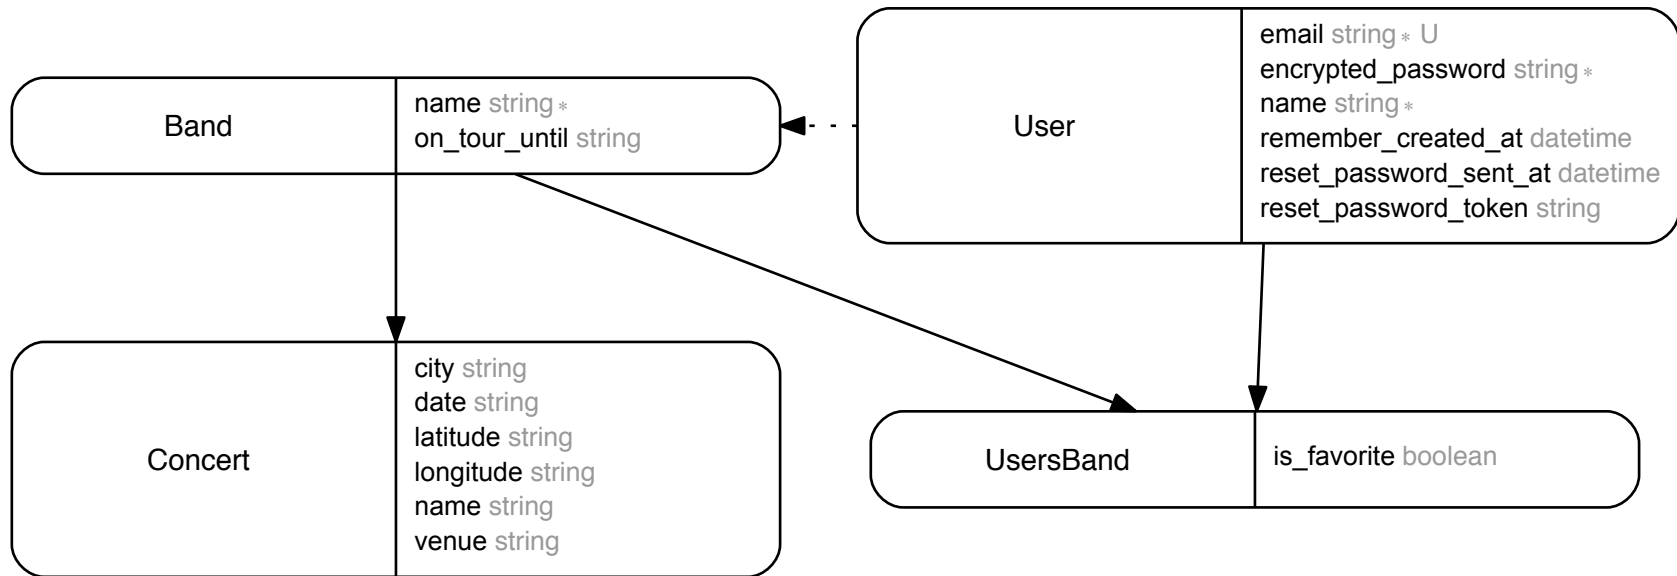 Band
name string ∗
on_tour_until string
User
email string ∗ U
encrypted_password string ∗
name string ∗
remember_created_at datetime
reset_password_sent_at datetime
reset_password_token string
Concert
city string
date string
latitude string
longitude string
name string
venue string
UsersBand
is_favorite boolean